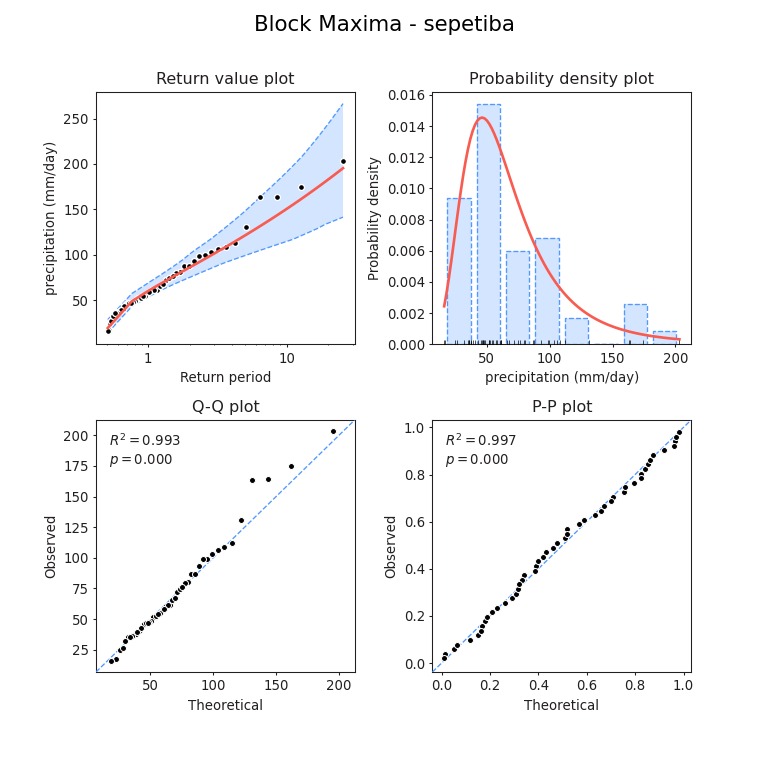 Block Maxima - sepetiba
Return value plot
precipitation (mm/day)
250
200
150
100
50
1
10
Return period
Probability density plot
Probability density
0.016
0.014
0.012
0.010
0.008
0.006
0.004
0.002
0.000
50
100
150
200
precipitation (mm/day)
Q-Q plot
R² = 0.993
p = 0.000
Observed
200
175
150
125
100
75
50
25
50
100
150
200
Theoretical
P-P plot
R² = 0.997
p = 0.000
Observed
1.0
0.8
0.6
0.4
0.2
0.0
0.0
0.2
0.4
0.6
0.8
1.0
Theoretical